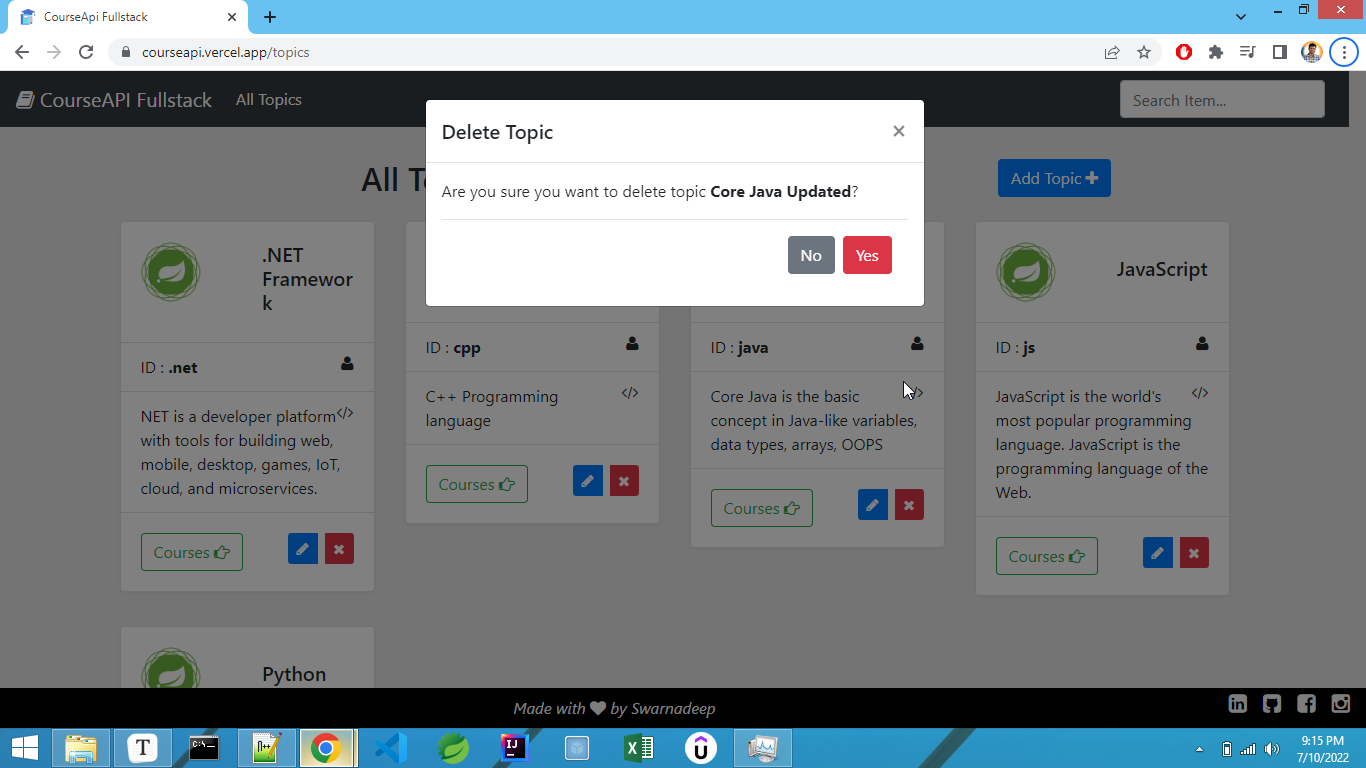 CourseApi Fullstack
courseapi.vercel.app/topics
CourseAPI Fullstack
All Topics
Search Item...
Delete Topic
×
Are you sure you want to delete topic Core Java Updated?
No
Yes
All T
Add Topic
.NET
Framewor
k
ID : .net
NET is a developer platform
with tools for building web,
mobile, desktop, games, IoT,
cloud, and microservices.
Courses
ID : cpp
C++ Programming
language
Courses
ID : java
Core Java is the basic
concept in Java-like variables,
data types, arrays, OOPS
Courses
JavaScript
ID : js
JavaScript is the world's
most popular programming
language. JavaScript is the
programming language of the
Web.
Courses
Python
Made with ❤ by Swarnadeep
9:15 PM
7/10/2022